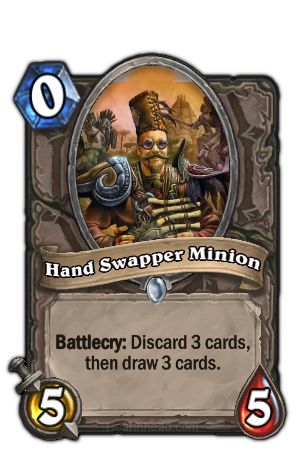 0
Hand Swapper Minion
Battlecry: Discard 3 cards,
then draw 3 cards.
5
5